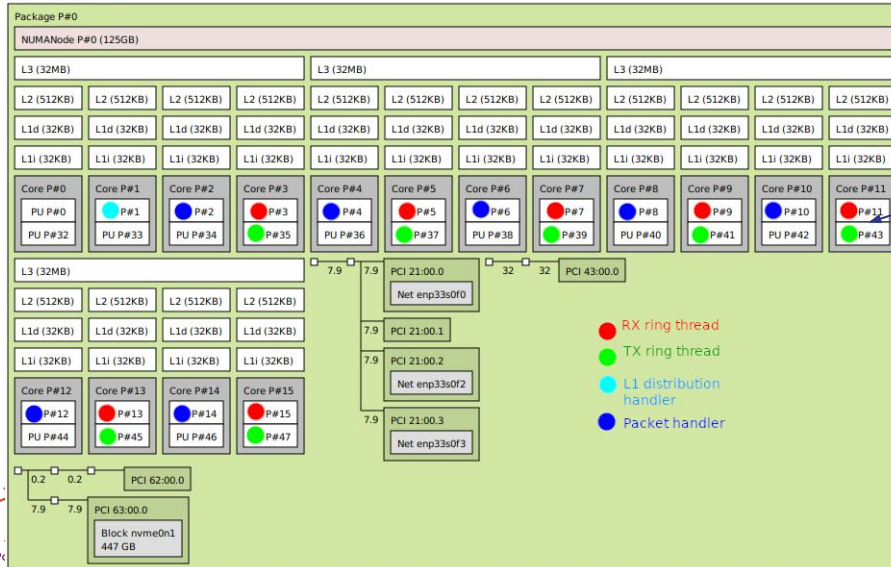 Package P#0
NUMANode P#0 (125GB)
L3 (32MB) L3 (32MB) L3 (32MB)
L2 (512KB) L2 (512KB) L2 (512KB) L2 (512KB) L2 (512KB) L2 (512KB) L2 (512KB) L2 (512KB) L2 (512KB) L2 (512KB) L2 (512KB) L2 (512KB)
L1d (32KB) L1d (32KB) L1d (32KB) L1d (32KB) L1d (32KB) L1d (32KB) L1d (32KB) L1d (32KB) L1d (32KB) L1d (32KB) L1d (32KB) L1d (32KB)
L1i (32KB) L1i (32KB) L1i (32KB) L1i (32KB) L1i (32KB) L1i (32KB) L1i (32KB) L1i (32KB) L1i (32KB) L1i (32KB) L1i (32KB) L1i (32KB)
Core P#0 Core P#1 Core P#2 Core P#3 Core P#4 Core P#5 Core P#6 Core P#7 Core P#8 Core P#9 Core P#10 Core P#11
PU P#0 P#1 P#2 P#3 P#4 P#5 P#6 P#7 P#8 P#9 P#10 P#11
PU P#32 PU P#33 PU P#34 P#35 PU P#36 P#37 PU P#38 P#39 PU P#40 P#41 PU P#42 P#43
L3 (32MB) 7.9 7.9 PCI 21:00.0 32 32 PCI 43:00.0
Net enp33s0f0
L2 (512KB) L2 (512KB) L2 (512KB) L2 (512KB)
L1d (32KB) L1d (32KB) L1d (32KB) L1d (32KB) 7.9 PCI 21:00.1
L1i (32KB) L1i (32KB) L1i (32KB) L1i (32KB) 7.9 PCI 21:00.2
Net enp33s0f2
Core P#12 Core P#13 Core P#14 Core P#15
P#12 P#13 P#14 P#15 7.9 PCI 21:00.3
PU P#44 P#45 PU P#46 P#47 Net enp33s0f3
RX ring thread
TX ring thread
L1 distribution
handler
Packet handler
0.2 0.2 PCI 62:00.0
7.9 7.9 PCI 63:00.0
Block nvme0n1
447 GB